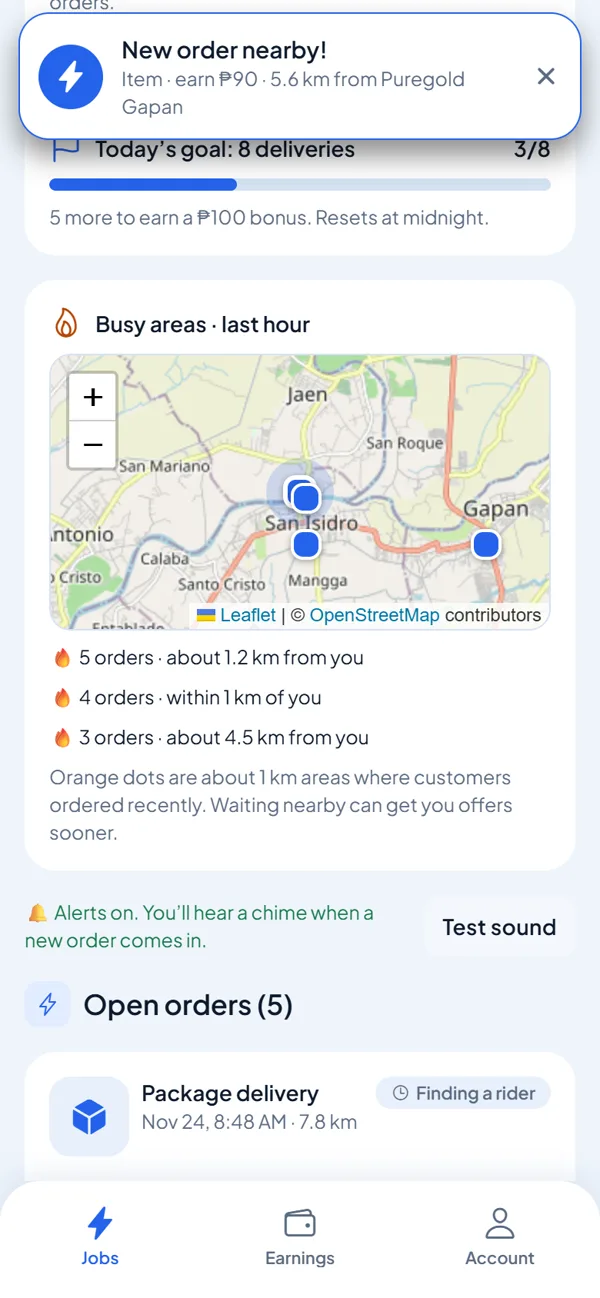 orders.
New order nearby!
Item · earn ₱90 · 5.6 km from Puregold
Gapan
Today's goal: 8 deliveries
3/8
5 more to earn a ₱100 bonus. Resets at midnight.
Busy areas · last hour
+
−
Jaen
San Roque
San Mariano
Gapan
San Isidro
ntonio
Calaba
Cristo
Santo Cristo
Mangga
Entablado
Leaflet | © OpenStreetMap contributors
5 orders · about 1.2 km from you
4 orders · within 1 km of you
3 orders · about 4.5 km from you
Orange dots are about 1 km areas where customers
ordered recently. Waiting nearby can get you offers
sooner.
Alerts on. You'll hear a chime when a
new order comes in.
Test sound
Open orders (5)
Package delivery
Finding a rider
Nov 24, 8:48 AM · 7.8 km
Jobs
Earnings
Account